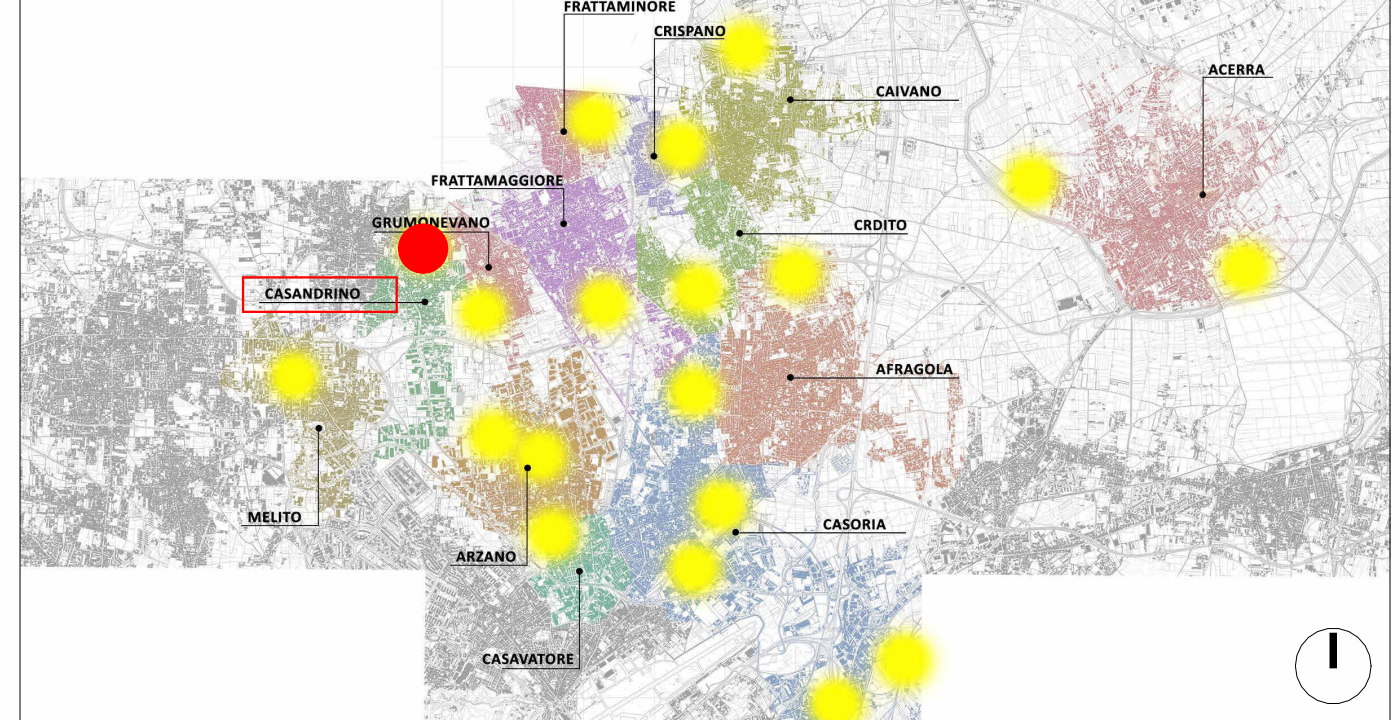 FRATTAMINORE
CRISPANO
ACERRA
CAIVANO
FRATTAMAGGIORE
GRUMONEVANO
CRDITO
CASANDRINO
AFRAGOLA
MELITO
CASORIA
ARZANO
CASAVATORE